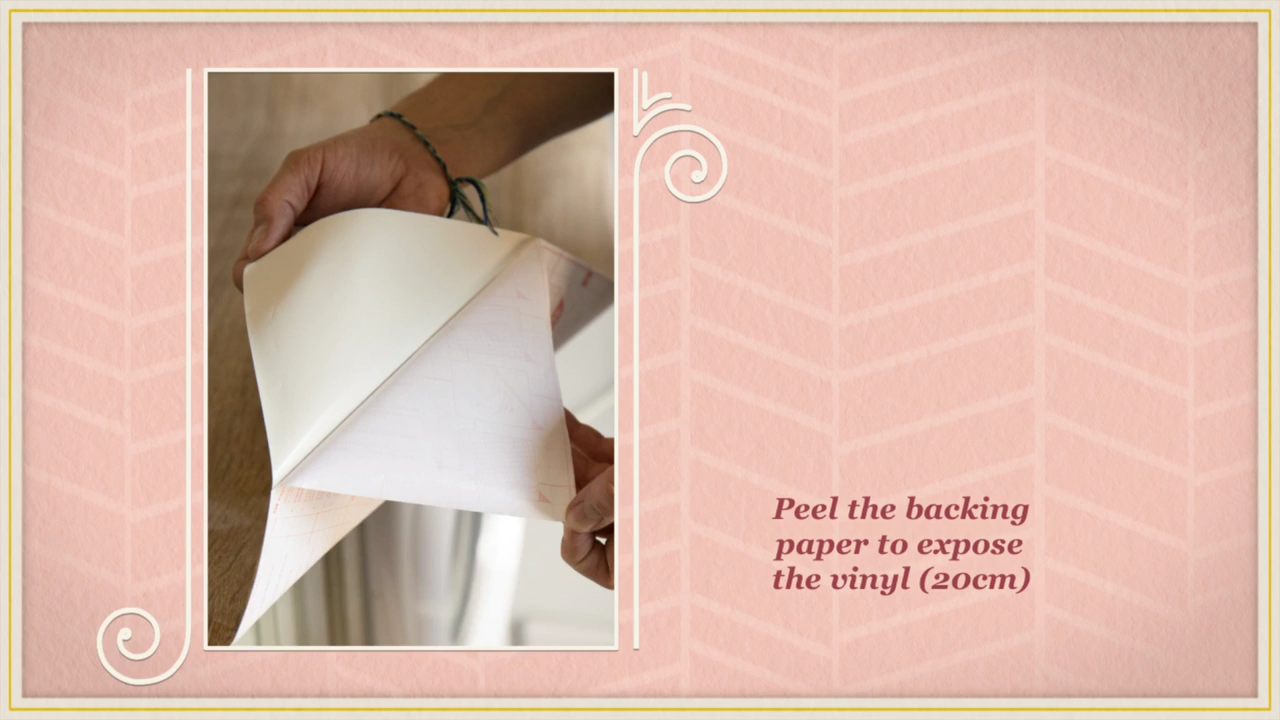 Peel the backing
paper to expose
the vinyl (20cm)